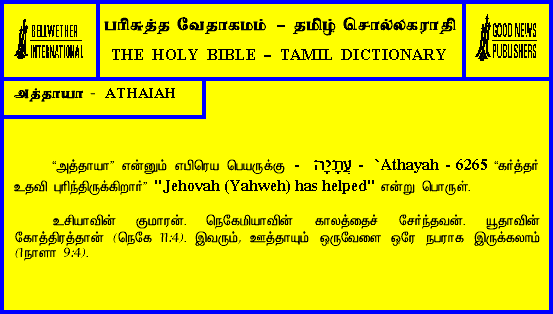 BELLWETHER
INTERNATIONAL
பரிசுத்த வேதாகமம் – தமிழ் சொல்லகராதி
THE HOLY BIBLE – TAMIL DICTIONARY
GOOD NEWS
PUBLISHERS
அத்தாயா - ATHAIAH
“அத்தாயா” என்னும் எபிரெய பெயருக்கு - עֲתָיָה - `Athayah - 6265 “கர்த்தர்
உதவி புரிந்திருக்கிறார்” "Jehovah (Yahweh) has helped" என்று பொருள்.
உசியாவின் குமாரன். நெகேமியாவின் காலத்தைச் சேர்ந்தவன். யூதாவின்
கோத்திரத்தான் (நெகே 11:4). இவரும், ஊத்தாயும் ஒருவேளை ஒரே நபராக இருக்கலாம்
(1நாளா 9:4).